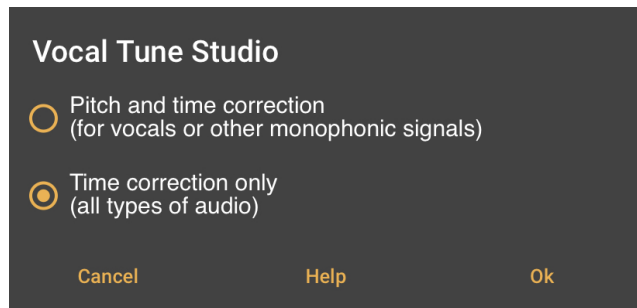 Vocal Tune Studio
Pitch and time correction
(for vocals or other monophonic signals)
Time correction only
(all types of audio)
Cancel Help Ok